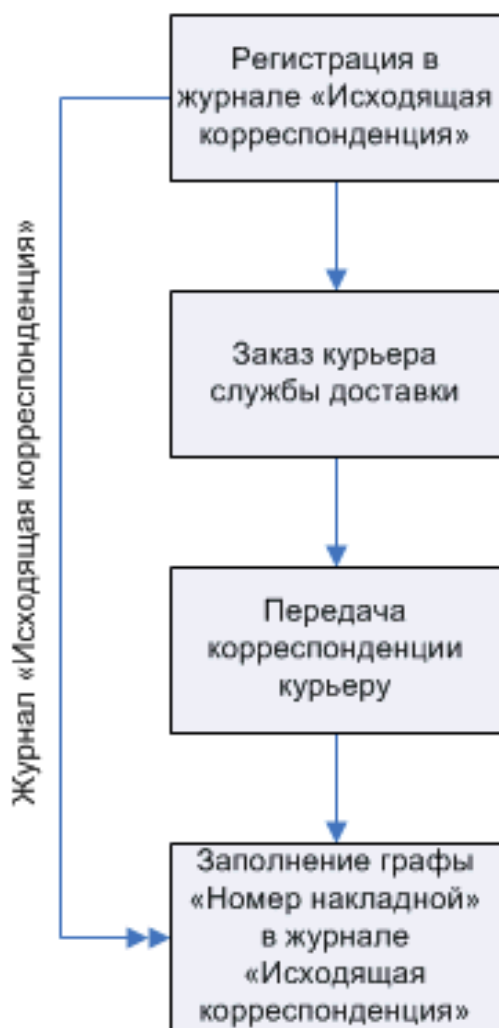 Регистрация в
журнале «Исходящая
корреспонденция»
Журнал «Исходящая корреспонденция»
Заказ курьера
службы доставки
Передача
корреспонденции
курьеру
Заполнение графы
«Номер накладной»
в журнале
«Исходящая
корреспонденция»